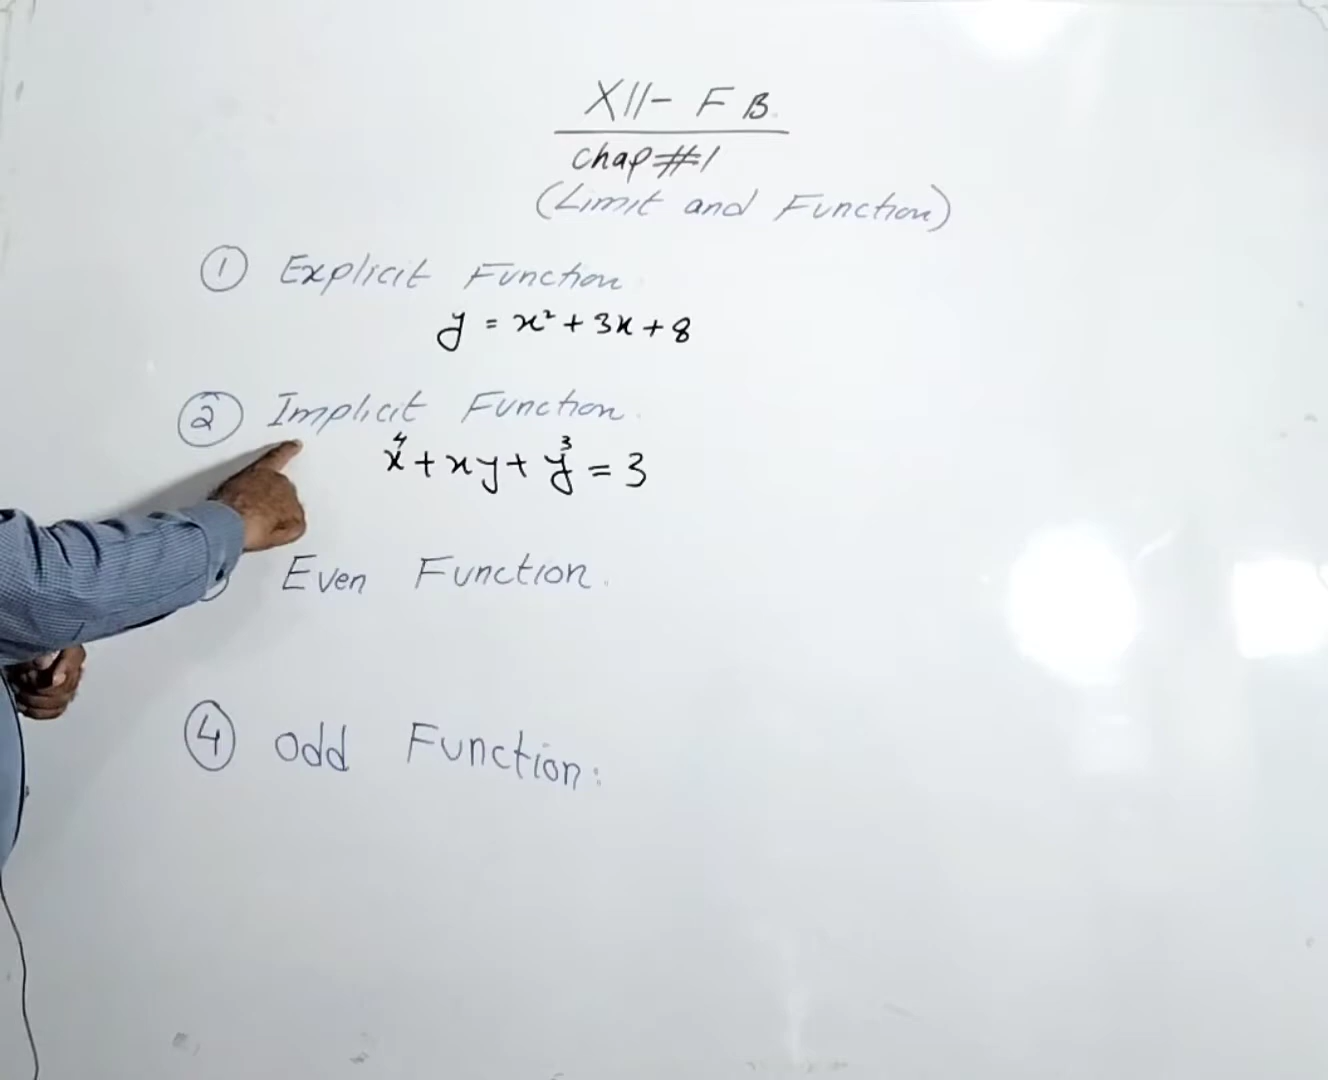 XII- F B.
Chap #1
(Limit and Function)
① Explicit Function
y = x² + 3x + 8
② Implicit Function.
x⁴ + xy + y³ = 3
Even Function.
④ odd Function: